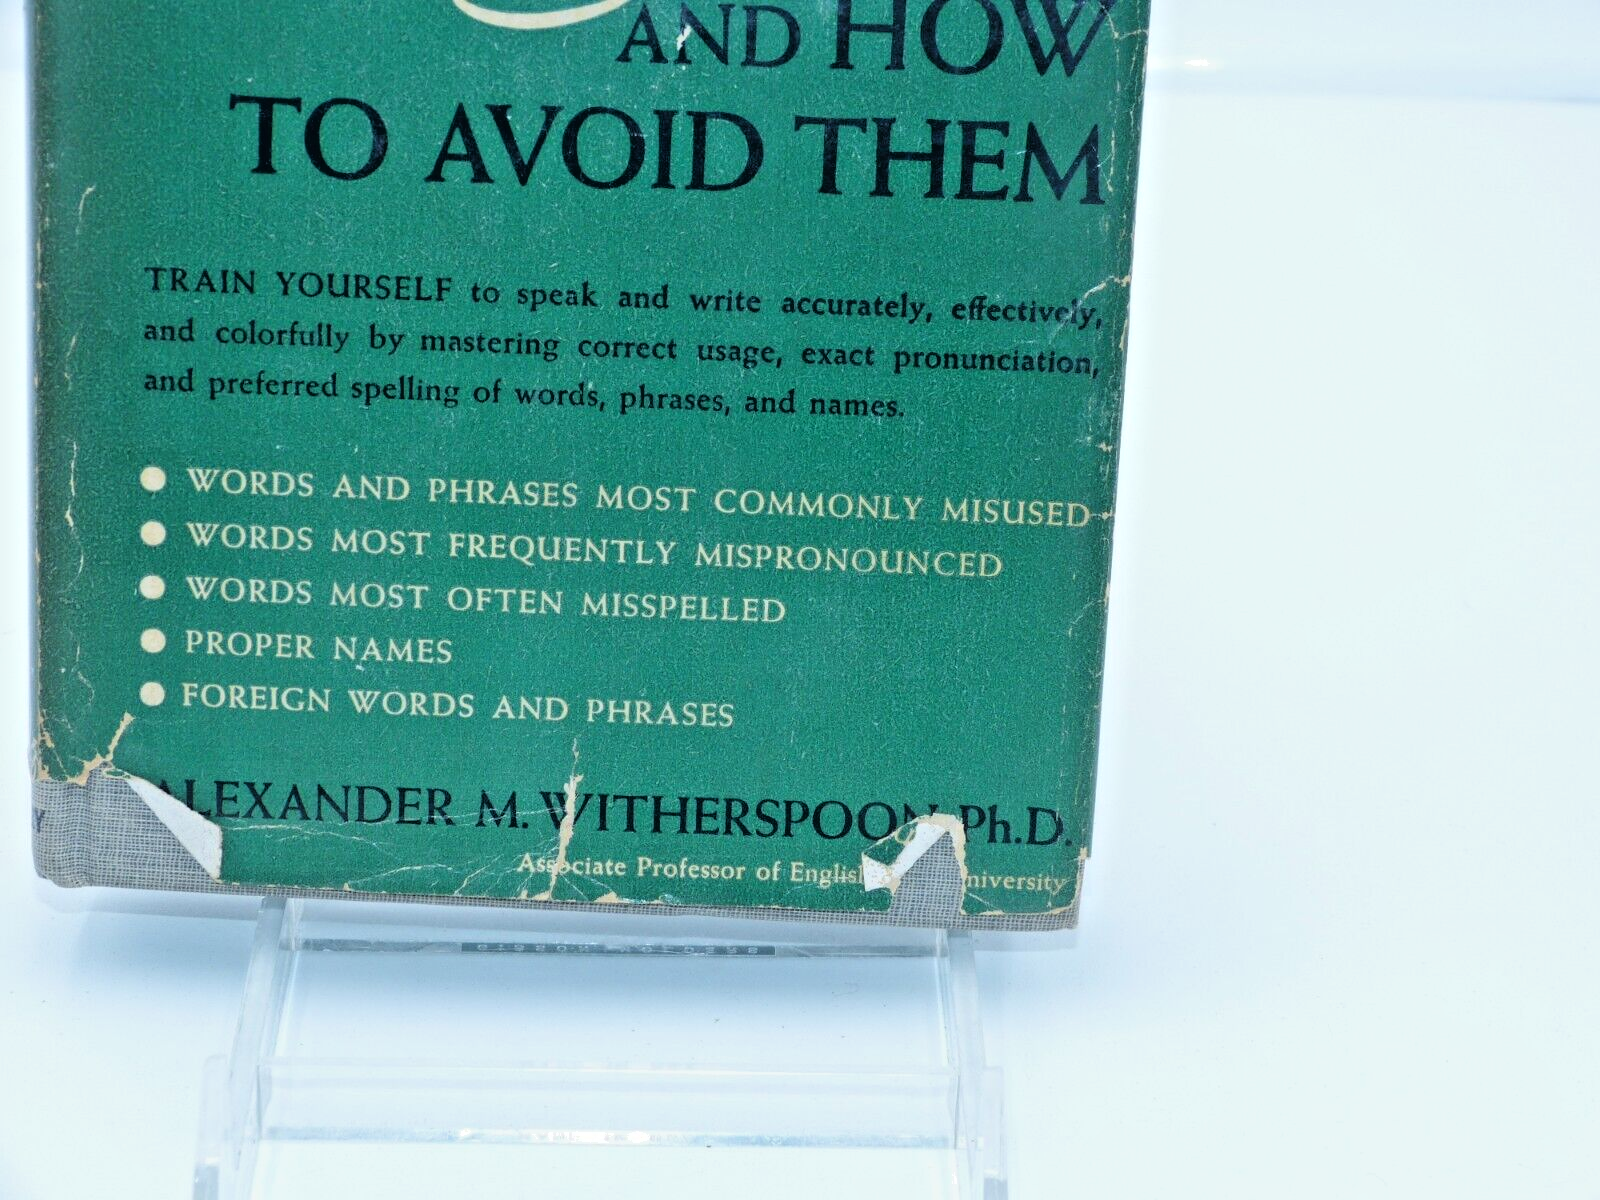 AND HOW
TO AVOID THEM
TRAIN YOURSELF to speak and write accurately, effectively,
and colorfully by mastering correct usage, exact pronunciation,
and preferred spelling of words, phrases, and names.
● WORDS AND PHRASES MOST COMMONLY MISUSED
● WORDS MOST FREQUENTLY MISPRONOUNCED
● WORDS MOST OFTEN MISSPELLED
● PROPER NAMES
● FOREIGN WORDS AND PHRASES
ALEXANDER M. WITHERSPOON, Ph.D.
Associate Professor of English University